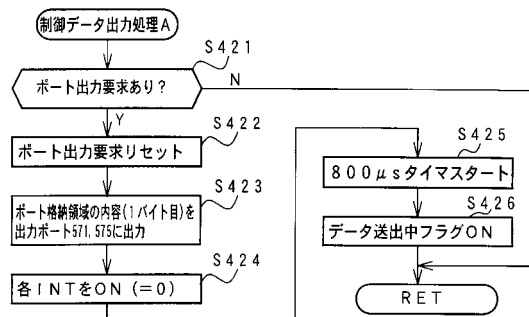 制御データ出力処理A
S421
ポート出力要求あり?
N
Y
S422
ポート出力要求リセット
S423
ポート格納領域の内容(1バイト目)を
出力ポート571,575に出力
S424
各INTをON(=0)
S425
800μsタイマスタート
S426
データ送出中フラグON
RET